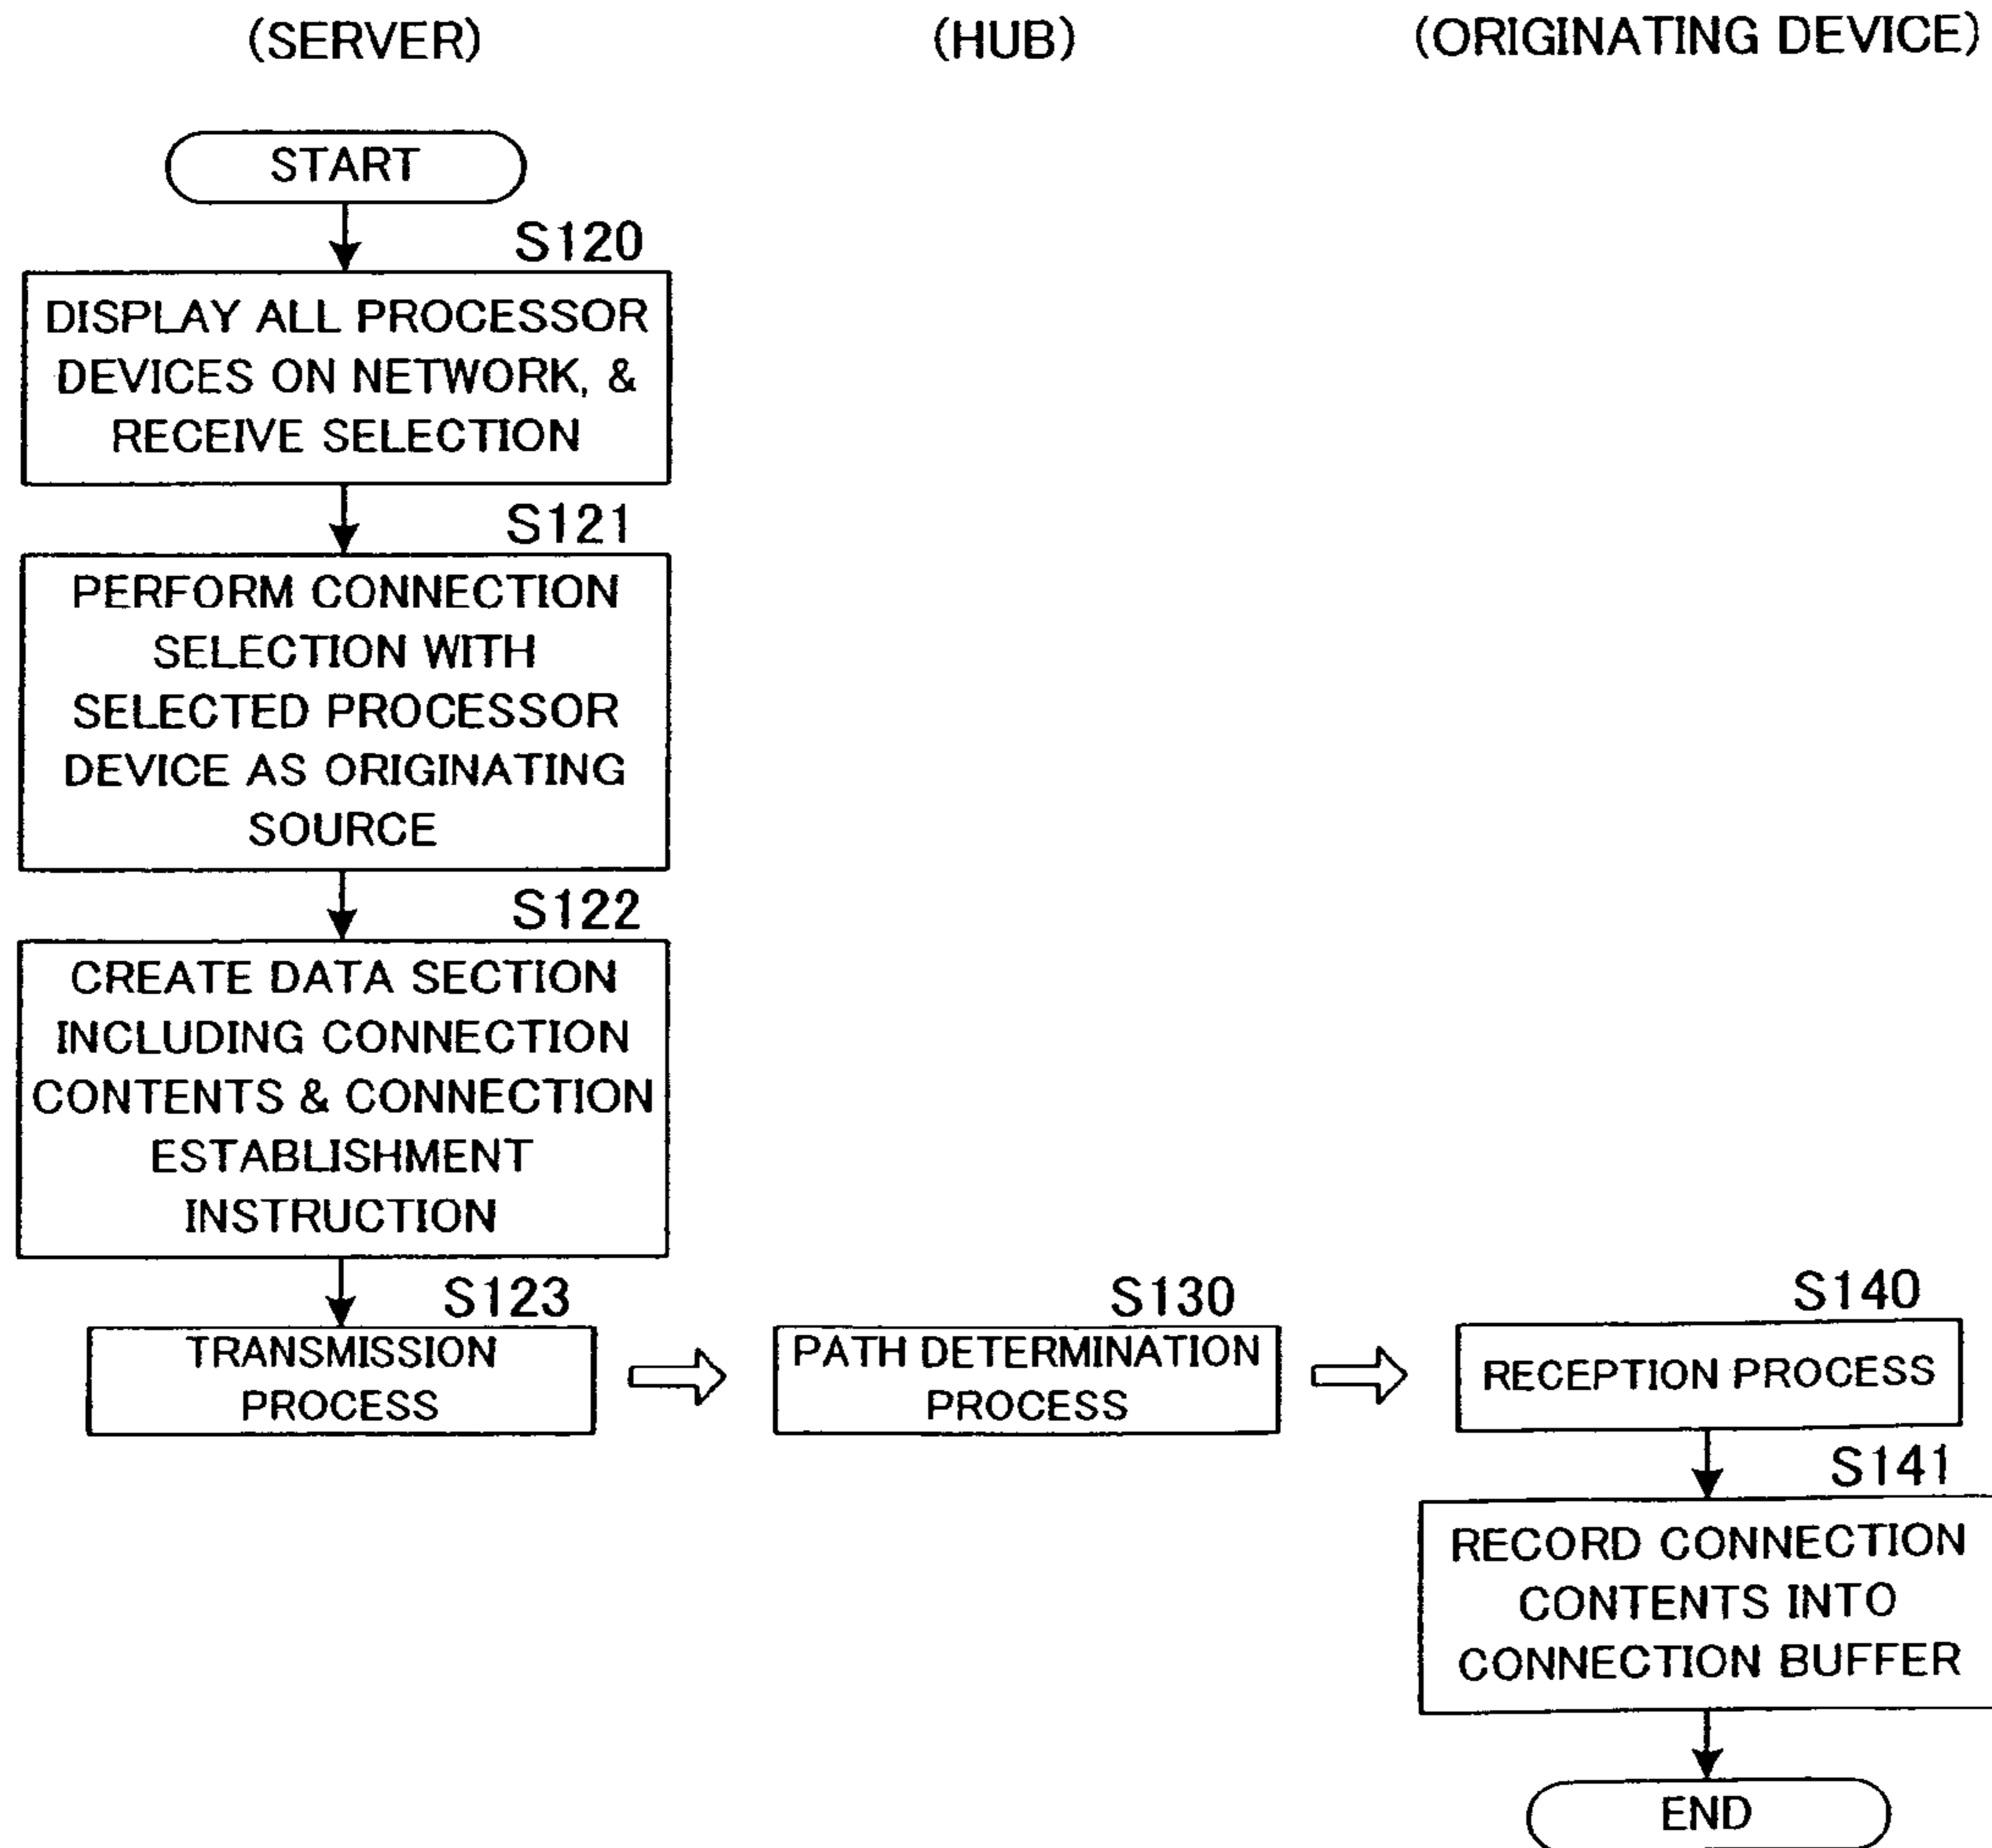 (SERVER)
(HUB)
(ORIGINATING DEVICE)
START
S120
DISPLAY ALL PROCESSOR
DEVICES ON NETWORK, &
RECEIVE SELECTION
S121
PERFORM CONNECTION
SELECTION WITH
SELECTED PROCESSOR
DEVICE AS ORIGINATING
SOURCE
S122
CREATE DATA SECTION
INCLUDING CONNECTION
CONTENTS & CONNECTION
ESTABLISHMENT
INSTRUCTION
S123
TRANSMISSION
PROCESS
S130
PATH DETERMINATION
PROCESS
S140
RECEPTION PROCESS
S141
RECORD CONNECTION
CONTENTS INTO
CONNECTION BUFFER
END